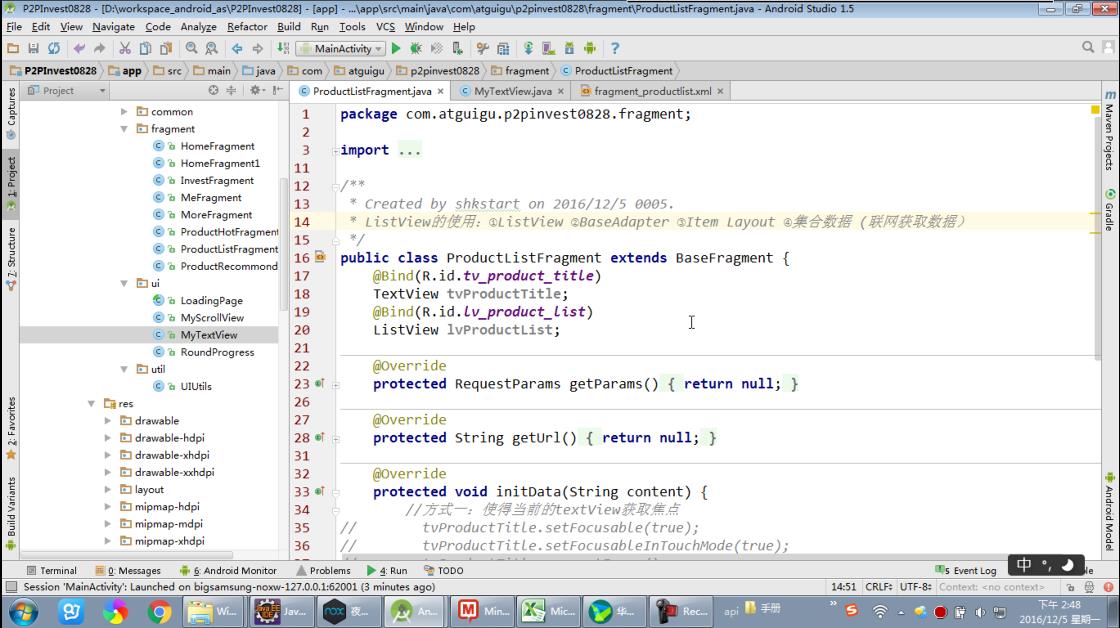 P2PInvest0828 - [D:\workspace_android_as\P2PInvest0828] - [app] - ...\app\src\main\java\com\atguigu\p2pinvest0828\fragment\ProductListFragment.java - Android Studio 1.5
File Edit View Navigate Code Analyze Refactor Build Run Tools VCS Window Help
MainActivity
P2PInvest0828 app src main java com atguigu p2pinvest0828 fragment ProductListFragment
Project
ProductListFragment.java MyTextView.java fragment_productlist.xml
Captures
1: Project
7: Structure
2: Favorites
Build Variants
common
fragment
HomeFragment
HomeFragment1
InvestFragment
MeFragment
MoreFragment
ProductHotFragment
ProductListFragment
ProductRecommond
ui
LoadingPage
MyScrollView
MyTextView
RoundProgress
util
UIUtils
res
drawable
drawable-hdpi
drawable-xhdpi
drawable-xxhdpi
layout
mipmap-hdpi
mipmap-mdpi
mipmap-xhdpi
1 package com.atguigu.p2pinvest0828.fragment;
2
3 import ...
11
12 /**
13 * Created by shkstart on 2016/12/5 0005.
14 * ListView的使用：①ListView ②BaseAdapter ③Item Layout ④集合数据 (联网获取数据)
15 */
16 public class ProductListFragment extends BaseFragment {
17 @Bind(R.id.tv_product_title)
18 TextView tvProductTitle;
19 @Bind(R.id.lv_product_list)
20 ListView lvProductList;
21
22 @Override
23 protected RequestParams getParams() { return null; }
26
27 @Override
28 protected String getUrl() { return null; }
31
32 @Override
33 protected void initData(String content) {
34 //方式一：使得当前的textView获取焦点
35 // tvProductTitle.setFocusable(true);
36 // tvProductTitle.setFocusableInTouchMode(true);
Maven Projects
Gradle
Android Model
Terminal 0: Messages 6: Android Monitor Problems 4: Run TODO 5 Event Log
中
Session 'MainActivity': Launched on bigsamsung-noxw-127.0.0.1:62001 (3 minutes ago) 14:51 CRLF÷ UTF-8÷ Context: <no context>
Wi... Jav... 夜... An... Min... Mic... 华... Rec... api 手册
下午 2:48
2016/12/5 星期一